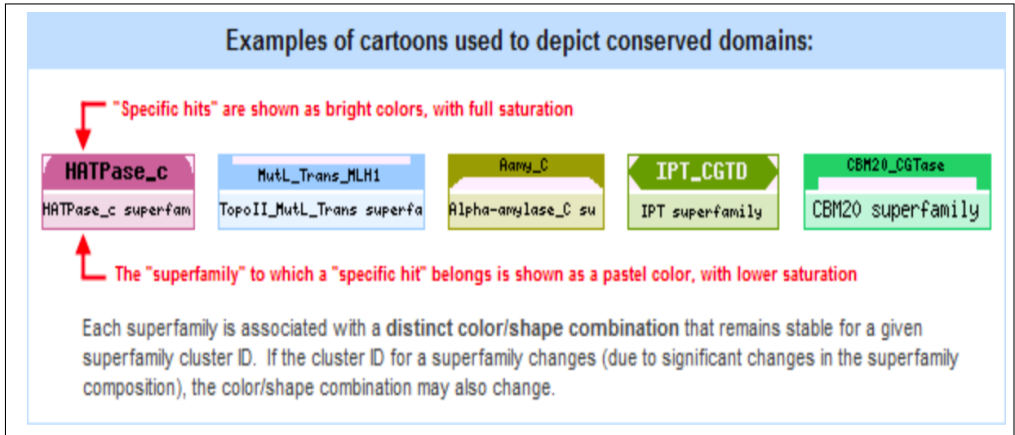 Examples of cartoons used to depict conserved domains:
"Specific hits" are shown as bright colors, with full saturation
HATPase_c
MutL_Trans_MLH1
Aamy_C
IPT_CGTD
CBM20_CGTase
HATPase_c superfam
TopoII_MutL_Trans superfa
Alpha-amylase_C su
IPT superfamily
CBM20 superfamily
The "superfamily" to which a "specific hit" belongs is shown as a pastel color, with lower saturation
Each superfamily is associated with a distinct color/shape combination that remains stable for a given
superfamily cluster ID. If the cluster ID for a superfamily changes (due to significant changes in the superfamily
composition), the color/shape combination may also change.